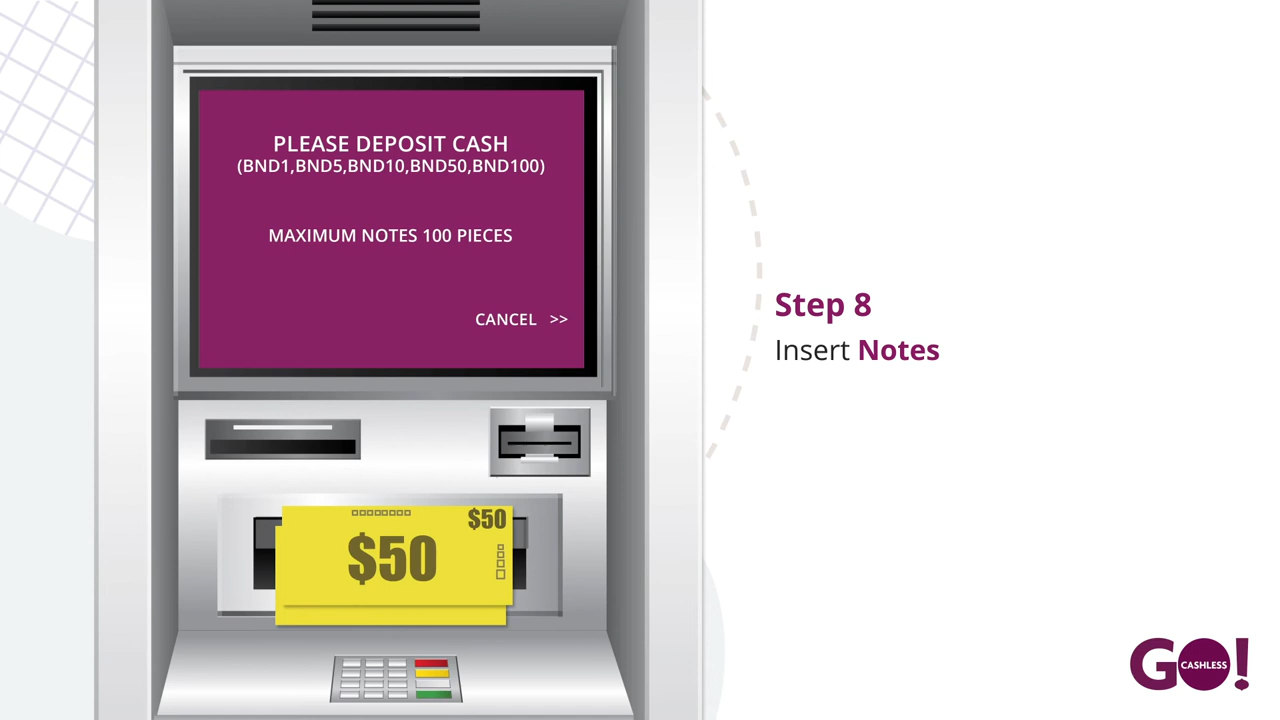 PLEASE DEPOSIT CASH
(BND1,BND5,BND10,BND50,BND100)
MAXIMUM NOTES 100 PIECES
CANCEL >>
Step 8
Insert Notes
$50
$50
GO!
CASHLESS